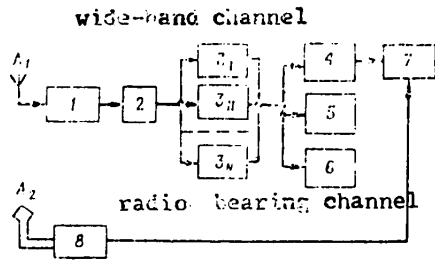 wide-band channel
A₁
3I
4
7
1
2
3II
5
3N
6
radio bearing channel
A₂
8